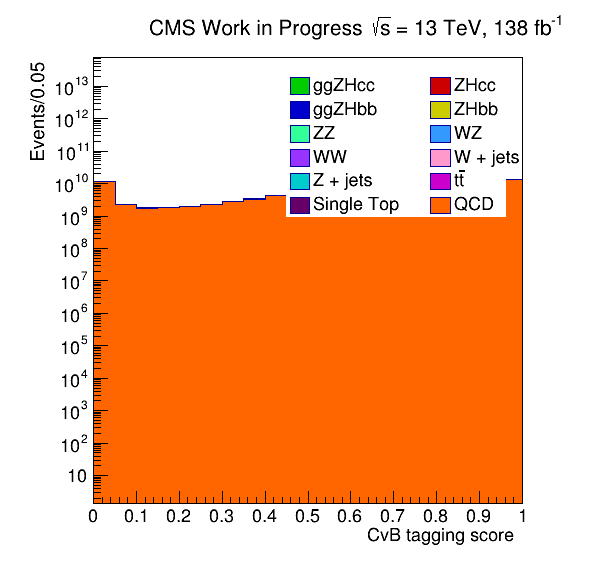 CMS Work in Progress √s = 13 TeV, 138 fb⁻¹
Events/0.05
10¹³
10¹²
10¹¹
10¹⁰
10⁹
10⁸
10⁷
10⁶
10⁵
10⁴
10³
10²
10
ggZHcc ZHcc
ggZHbb ZHbb
ZZ WZ
WW W + jets
Z + jets tt̄
Single Top QCD
0 0.1 0.2 0.3 0.4 0.5 0.6 0.7 0.8 0.9 1
CvB tagging score